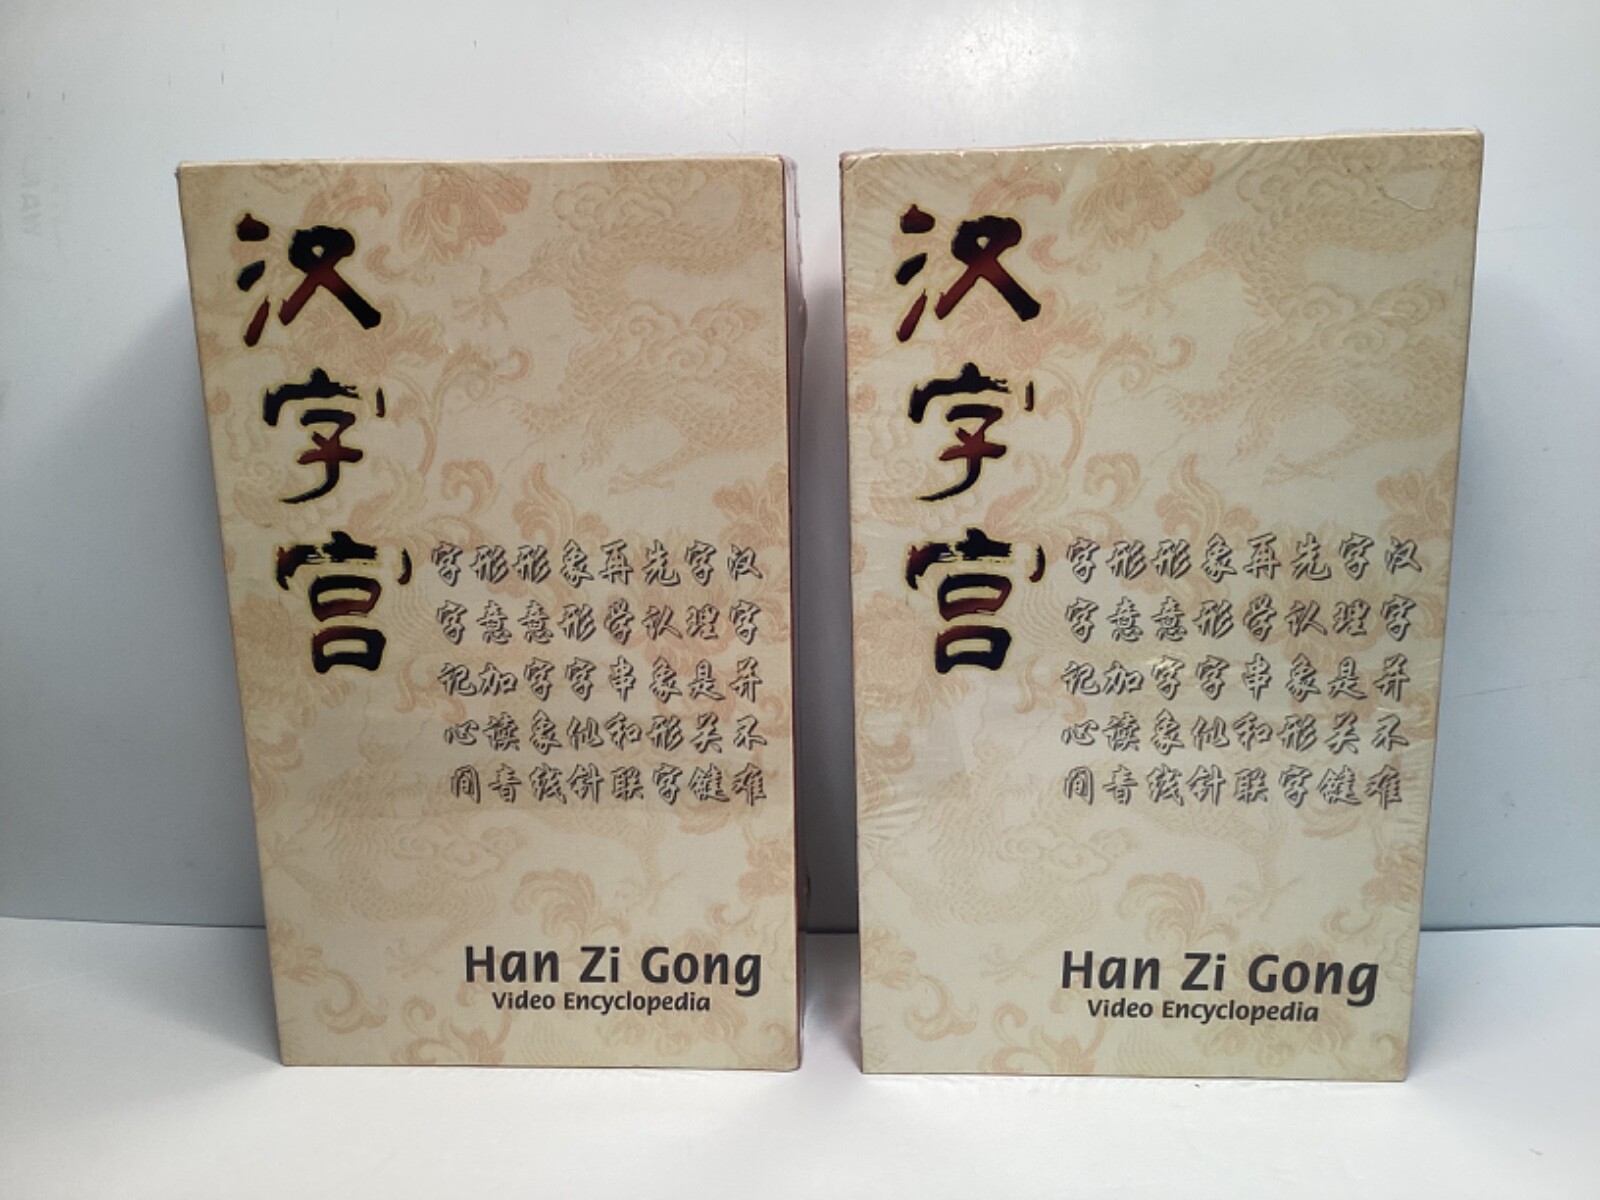 汉字宫
汉字并不难
字理是关键
先认象形字
再学串和联
象形字似针
形意字象线
形意加读音
字字记心间
Han Zi Gong
Video Encyclopedia
汉字宫
汉字并不难
字理是关键
先认象形字
再学串和联
象形字似针
形意字象线
形意加读音
字字记心间
Han Zi Gong
Video Encyclopedia